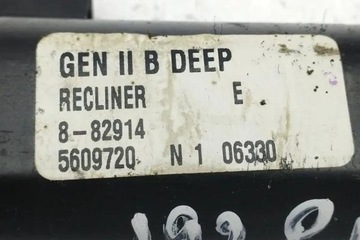 GEN II B DEEP
RECLINER E
8-82914
5609720 N 1 06330